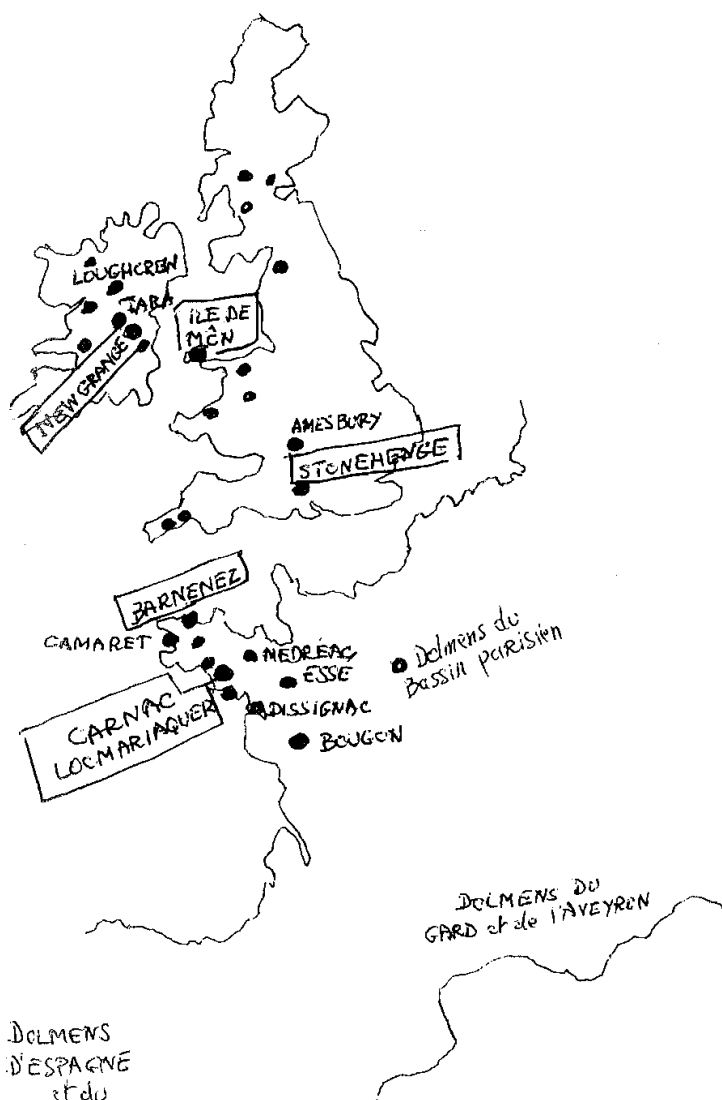 LOUGHCREW
TARA
NEW GRANGE
ÎLE DE
MÔN
AMESBURY
STONEHENGE
BARNENEZ
CAMARET
MEDRÉAC
ESSE
DISSIGNAC
BOUGON
CARNAC
LOCMARIAQUER
Dolmens du
Bassin parisien
DOLMENS DU
GARD et de l'AVEYRON
DOLMENS
D'ESPAGNE
et du